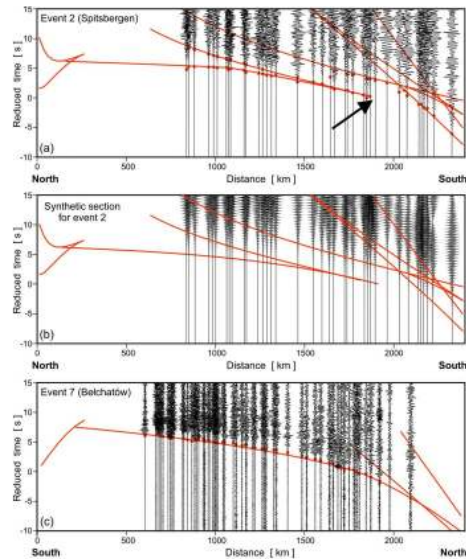 Event 2 (Spitsbergen)
15
10
5
0
-5
-10
Reduced time [ s ]
(a)
0
500
1000
1500
2000
North
Distance [ km ]
South
Synthetic section
for event 2
15
10
5
0
-5
-10
Reduced time [ s ]
(b)
0
500
1000
1500
2000
North
Distance [ km ]
South
Event 7 (Bełchatów)
15
10
5
0
-5
-10
Reduced time [ s ]
(c)
0
500
1000
1500
2000
South
Distance [ km ]
North